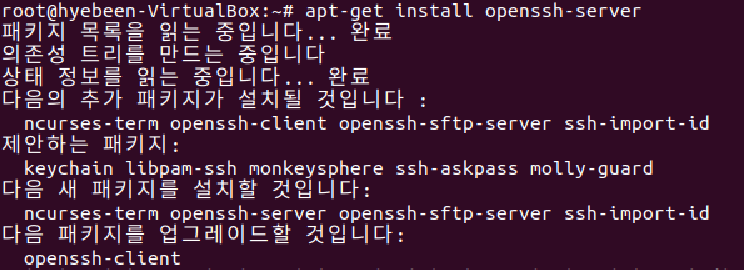 root@hyebeen-VirtualBox:~# apt-get install openssh-server
패키지 목록을 읽는 중입니다... 완료
의존성 트리를 만드는 중입니다
상태 정보를 읽는 중입니다... 완료
다음의 추가 패키지가 설치될 것입니다 :
ncurses-term openssh-client openssh-sftp-server ssh-import-id
제안하는 패키지:
keychain libpam-ssh monkeysphere ssh-askpass molly-guard
다음 새 패키지를 설치할 것입니다:
ncurses-term openssh-server openssh-sftp-server ssh-import-id
다음 패키지를 업그레이드할 것입니다:
openssh-client